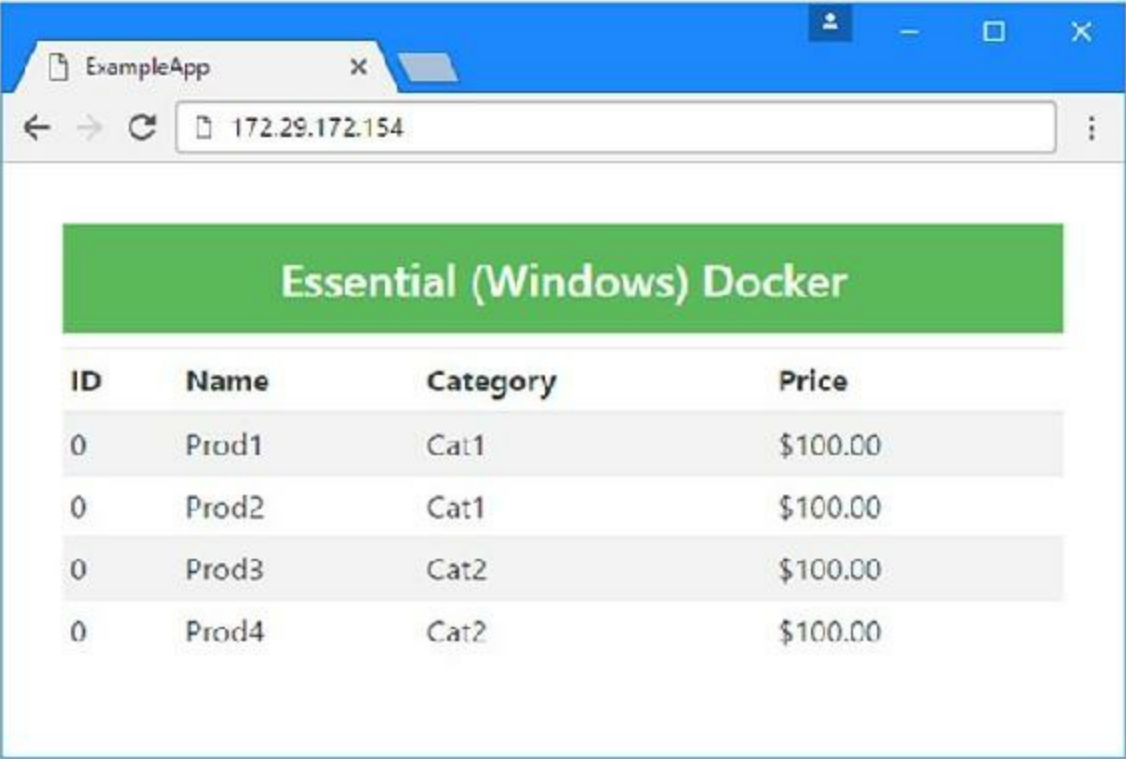 ExampleApp
172.29.172.154
Essential (Windows) Docker
ID Name Category Price
0 Prod1 Cat1 $100.00
0 Prod2 Cat1 $100.00
0 Prod3 Cat2 $100.00
0 Prod4 Cat2 $100.00